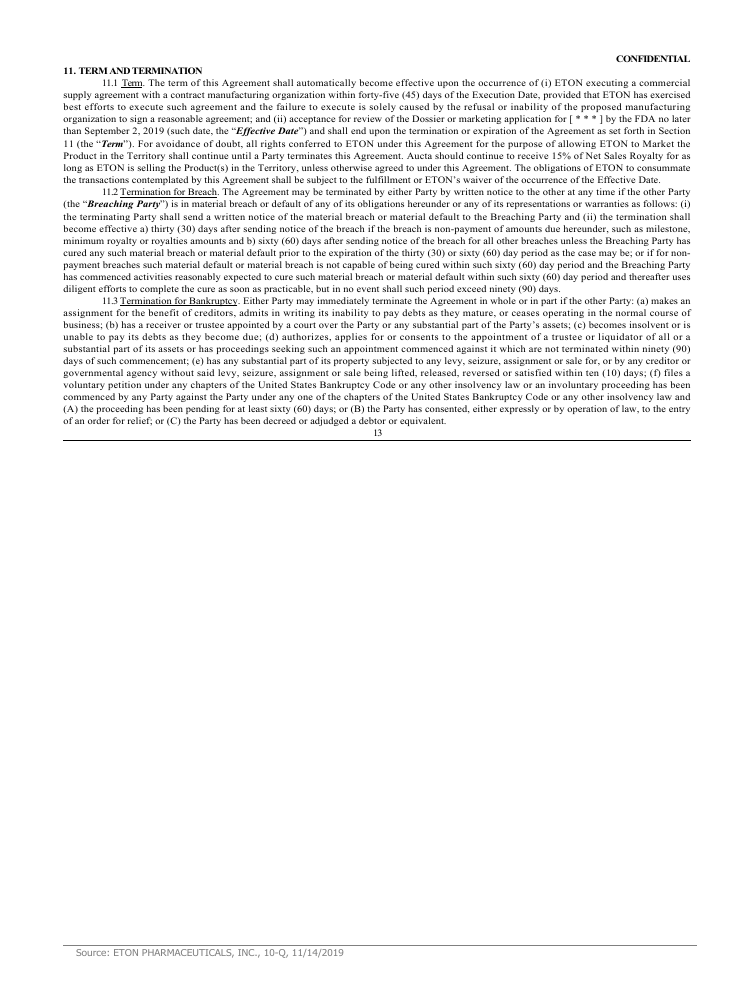 CONFIDENTIAL
11. TERM AND TERMINATION
11.1 Term. The term of this Agreement shall automatically become effective upon the occurrence of (i) ETON executing a commercial
supply agreement with a contract manufacturing organization within forty-five (45) days of the Execution Date, provided that ETON has exercised
best efforts to execute such agreement and the failure to execute is solely caused by the refusal or inability of the proposed manufacturing
organization to sign a reasonable agreement; and (ii) acceptance for review of the Dossier or marketing application for [ * * * ] by the FDA no later
than September 2, 2019 (such date, the “Effective Date”) and shall end upon the termination or expiration of the Agreement as set forth in Section
11 (the “Term”). For avoidance of doubt, all rights conferred to ETON under this Agreement for the purpose of allowing ETON to Market the
Product in the Territory shall continue until a Party terminates this Agreement. Aucta should continue to receive 15% of Net Sales Royalty for as
long as ETON is selling the Product(s) in the Territory, unless otherwise agreed to under this Agreement. The obligations of ETON to consummate
the transactions contemplated by this Agreement shall be subject to the fulfillment or ETON’s waiver of the occurrence of the Effective Date.
11.2 Termination for Breach. The Agreement may be terminated by either Party by written notice to the other at any time if the other Party
(the “Breaching Party”) is in material breach or default of any of its obligations hereunder or any of its representations or warranties as follows: (i)
the terminating Party shall send a written notice of the material breach or material default to the Breaching Party and (ii) the termination shall
become effective a) thirty (30) days after sending notice of the breach if the breach is non-payment of amounts due hereunder, such as milestone,
minimum royalty or royalties amounts and b) sixty (60) days after sending notice of the breach for all other breaches unless the Breaching Party has
cured any such material breach or material default prior to the expiration of the thirty (30) or sixty (60) day period as the case may be; or if for non-
payment breaches such material default or material breach is not capable of being cured within such sixty (60) day period and the Breaching Party
has commenced activities reasonably expected to cure such material breach or material default within such sixty (60) day period and thereafter uses
diligent efforts to complete the cure as soon as practicable, but in no event shall such period exceed ninety (90) days.
11.3 Termination for Bankruptcy. Either Party may immediately terminate the Agreement in whole or in part if the other Party: (a) makes an
assignment for the benefit of creditors, admits in writing its inability to pay debts as they mature, or ceases operating in the normal course of
business; (b) has a receiver or trustee appointed by a court over the Party or any substantial part of the Party’s assets; (c) becomes insolvent or is
unable to pay its debts as they become due; (d) authorizes, applies for or consents to the appointment of a trustee or liquidator of all or a
substantial part of its assets or has proceedings seeking such an appointment commenced against it which are not terminated within ninety (90)
days of such commencement; (e) has any substantial part of its property subjected to any levy, seizure, assignment or sale for, or by any creditor or
governmental agency without said levy, seizure, assignment or sale being lifted, released, reversed or satisfied within ten (10) days; (f) files a
voluntary petition under any chapters of the United States Bankruptcy Code or any other insolvency law or an involuntary proceeding has been
commenced by any Party against the Party under any one of the chapters of the United States Bankruptcy Code or any other insolvency law and
(A) the proceeding has been pending for at least sixty (60) days; or (B) the Party has consented, either expressly or by operation of law, to the entry
of an order for relief; or (C) the Party has been decreed or adjudged a debtor or equivalent.
13
Source: ETON PHARMACEUTICALS, INC., 10-Q, 11/14/2019